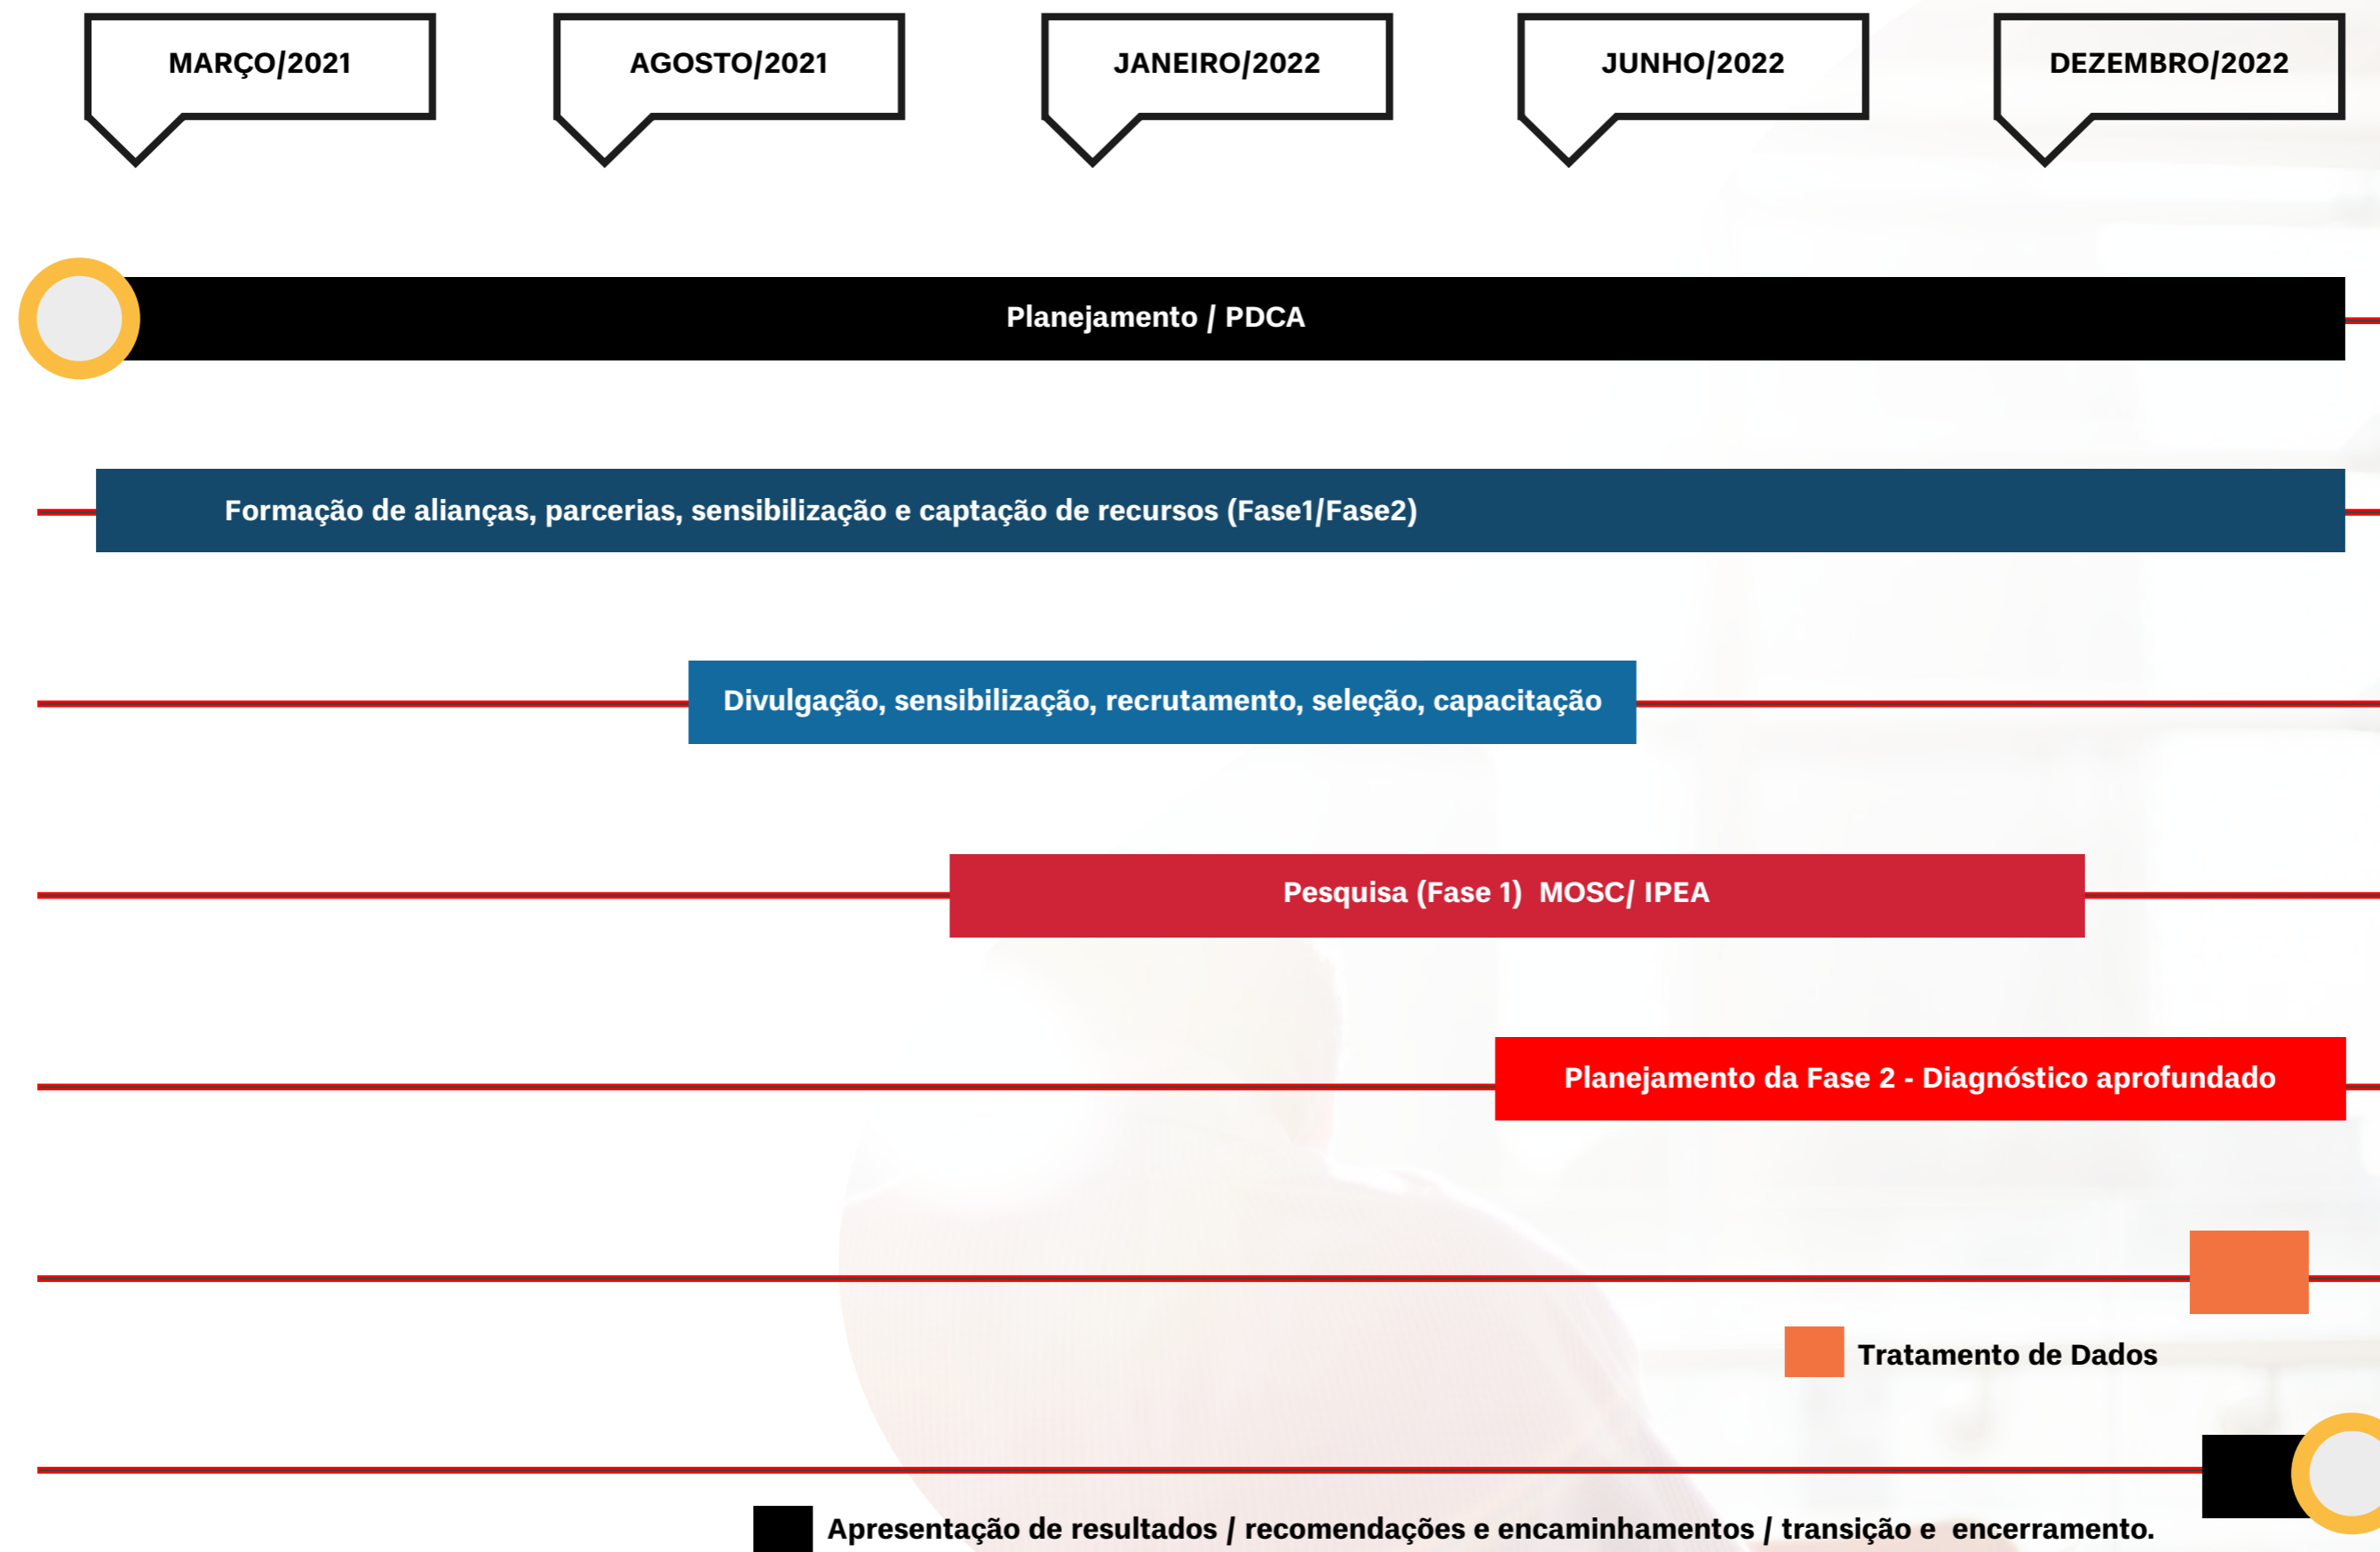 MARÇO/2021
AGOSTO/2021
JANEIRO/2022
JUNHO/2022
DEZEMBRO/2022
Planejamento / PDCA
Formação de alianças, parcerias, sensibilização e captação de recursos (Fase1/Fase2)
Divulgação, sensibilização, recrutamento, seleção, capacitação
Pesquisa (Fase 1) MOSC/ IPEA
Planejamento da Fase 2 - Diagnóstico aprofundado
Tratamento de Dados
Apresentação de resultados / recomendações e encaminhamentos / transição e encerramento.